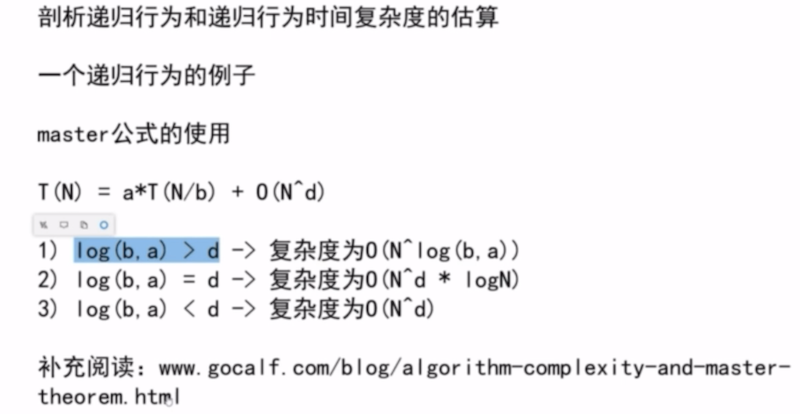 剖析递归行为和递归行为时间复杂度的估算
一个递归行为的例子
master公式的使用
T(N) = a*T(N/b) + O(N^d)
1) log(b,a) > d -> 复杂度为O(N^log(b,a))
2) log(b,a) = d -> 复杂度为O(N^d * logN)
3) log(b,a) < d -> 复杂度为O(N^d)
补充阅读：www.gocalf.com/blog/algorithm-complexity-and-master-
theorem.html